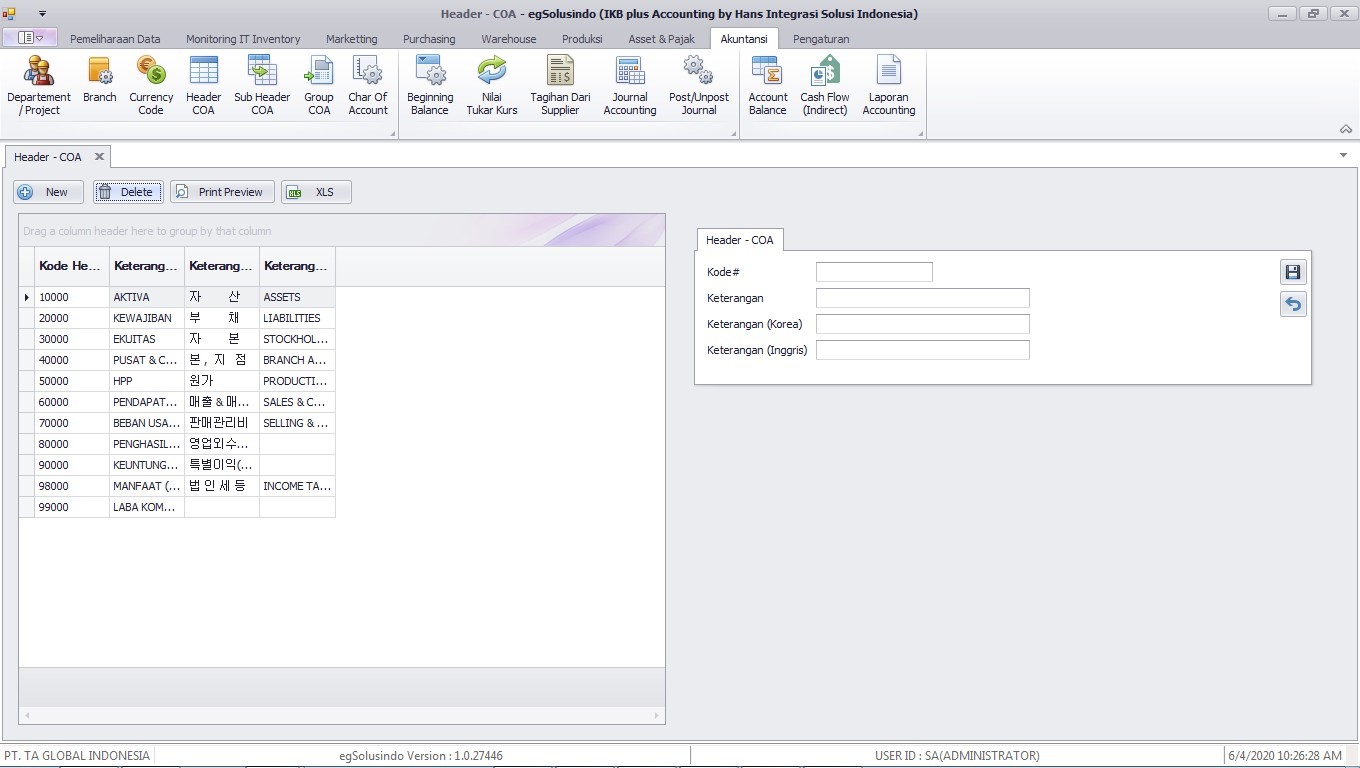 Header - COA - egSolusindo (IKB plus Accounting by Hans Integrasi Solusi Indonesia)
Pemeliharaan Data Monitoring IT Inventory Marketting Purchasing Warehouse Produksi Asset & Pajak Akuntansi Pengaturan
Departement / Project
Branch
Currency Code
Header COA
Sub Header COA
Group COA
Char Of Account
Beginning Balance
Nilai Tukar Kurs
Tagihan Dari Supplier
Journal Accounting
Post/Unpost Journal
Account Balance
Cash Flow (Indirect)
Laporan Accounting
Header - COA
New Delete Print Preview XLS XLS
Drag a column header here to group by that column
Kode He... Keterang... Keterang... Keterang...
10000 AKTIVA 자 산 ASSETS
20000 KEWAJIBAN 부 채 LIABILITIES
30000 EKUITAS 자 본 STOCKHOL...
40000 PUSAT & C... 본 , 지 점 BRANCH A...
50000 HPP 원가 PRODUCTI...
60000 PENDAPAT... 매출 & 매... SALES & C...
70000 BEBAN USA... 판매관리비 SELLING & ...
80000 PENGHASIL... 영업외수...
90000 KEUNTUNG... 특별이익(...
98000 MANFAAT (... 법 인 세 등 INCOME TA...
99000 LABA KOM...
Header - COA
Kode#
Keterangan
Keterangan (Korea)
Keterangan (Inggris)
PT. TA GLOBAL INDONESIA egSolusindo Version : 1.0.27446 USER ID : SA(ADMINISTRATOR) 6/4/2020 10:26:28 AM